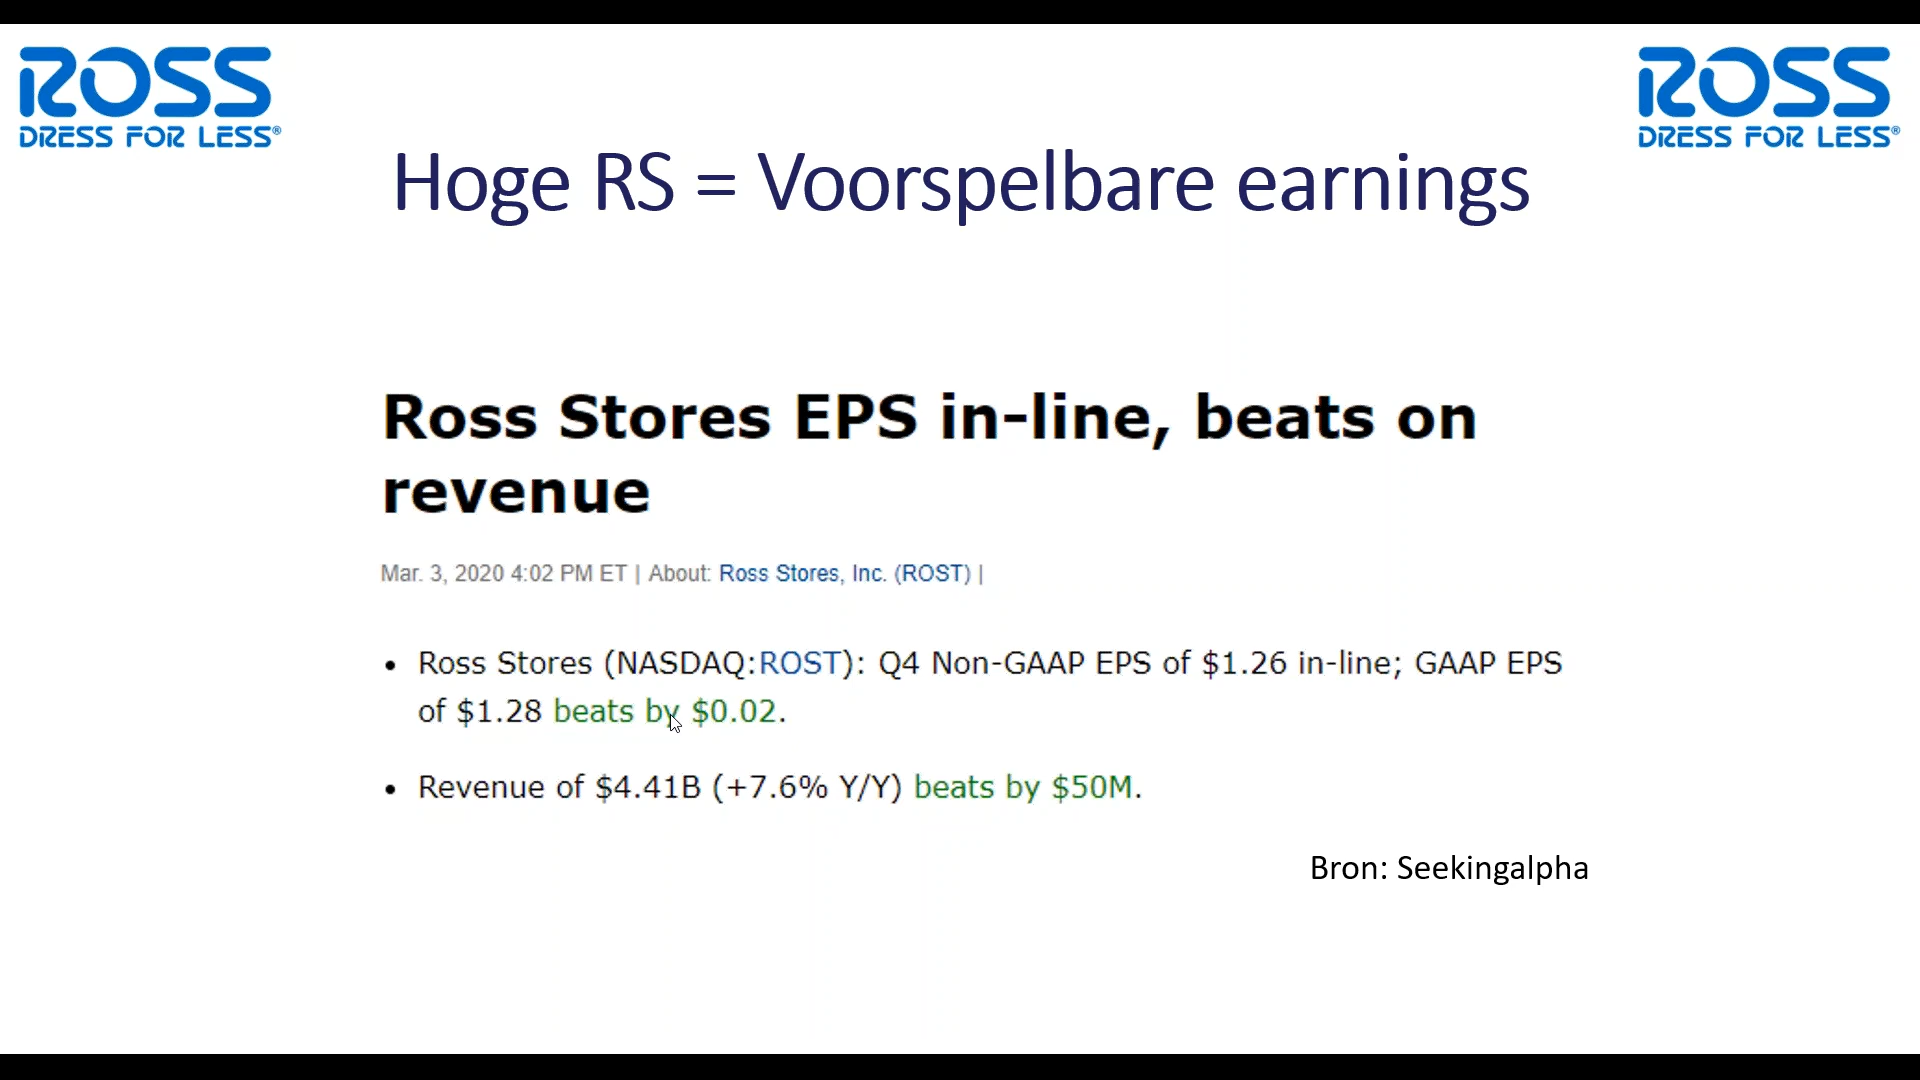 ROSS
DRESS FOR LESS®
ROSS
DRESS FOR LESS®
Hoge RS = Voorspelbare earnings
Ross Stores EPS in-line, beats on
revenue
Mar. 3, 2020 4:02 PM ET | About: Ross Stores, Inc. (ROST) |
• Ross Stores (NASDAQ:ROST): Q4 Non-GAAP EPS of $1.26 in-line; GAAP EPS
of $1.28 beats by $0.02.
• Revenue of $4.41B (+7.6% Y/Y) beats by $50M.
Bron: Seekingalpha